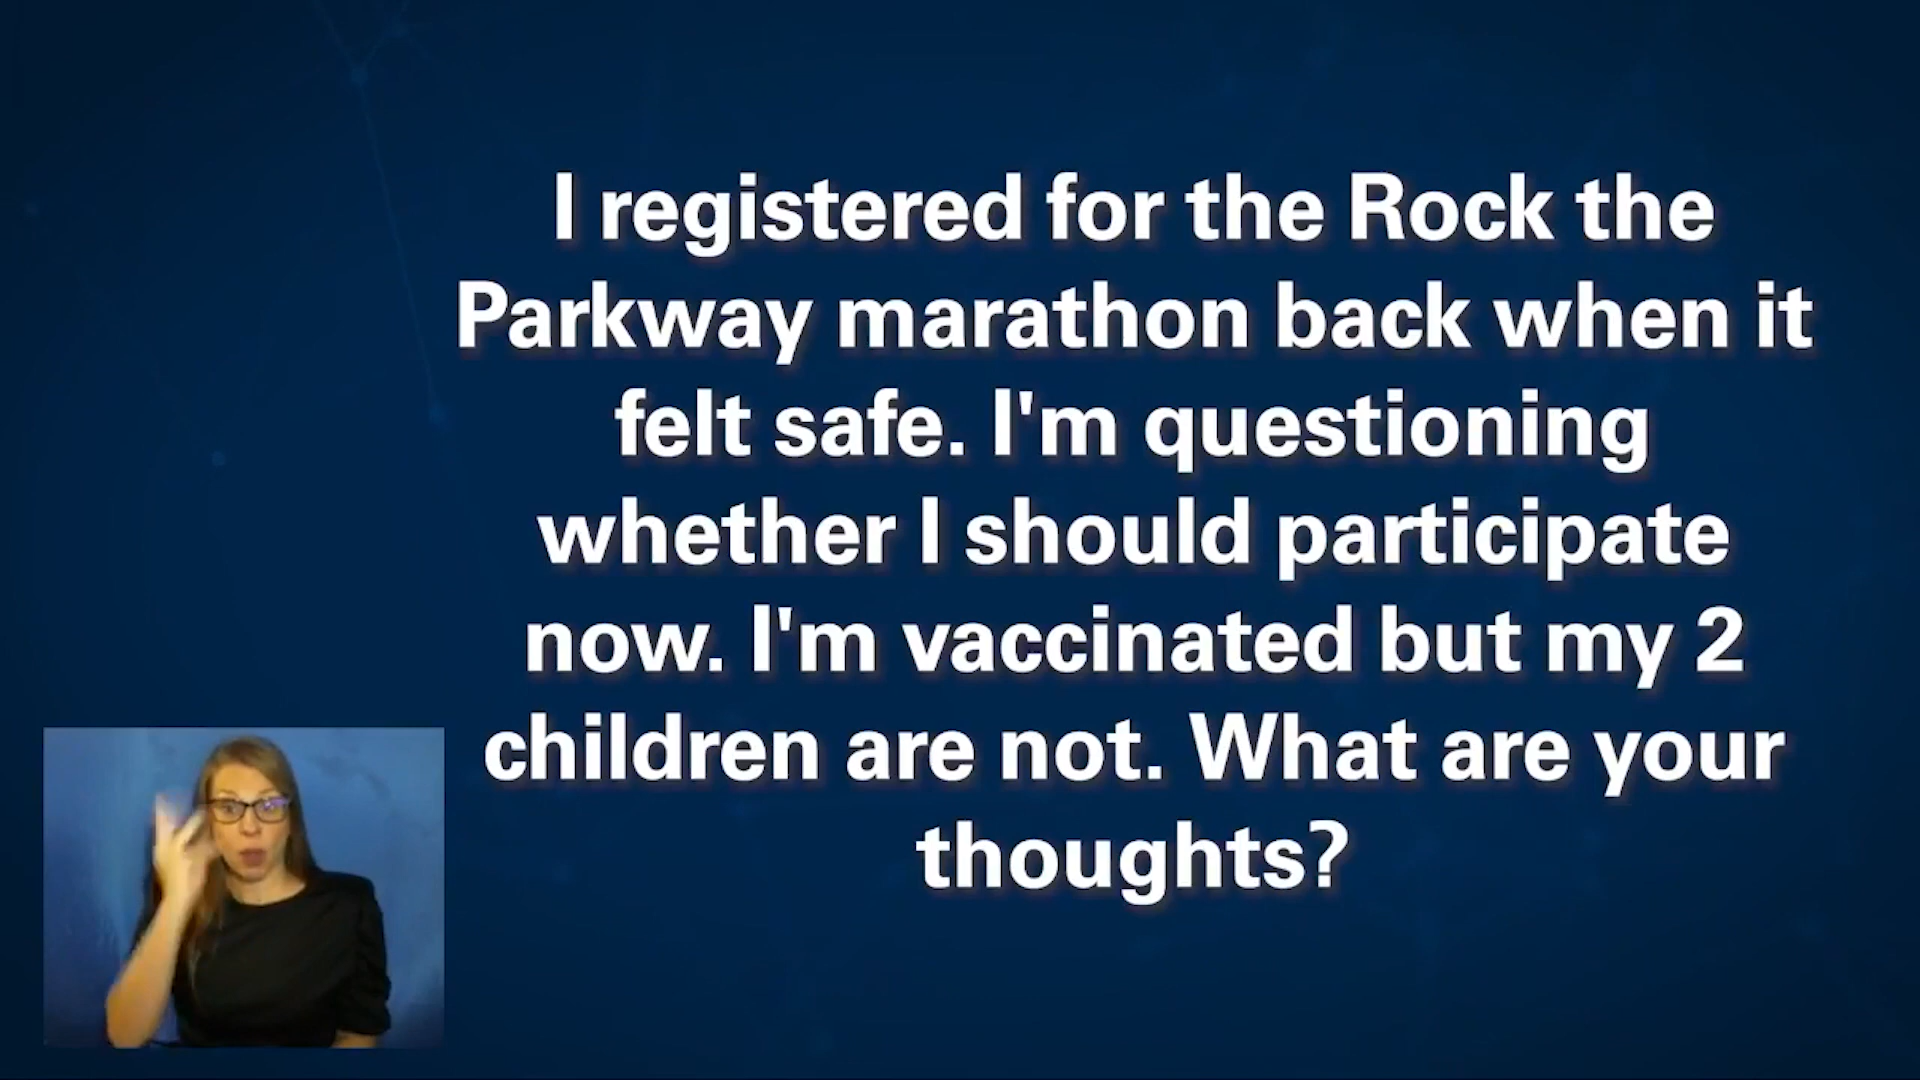 I registered for the Rock the
Parkway marathon back when it
felt safe. I'm questioning
whether I should participate
now. I'm vaccinated but my 2
children are not. What are your
thoughts?